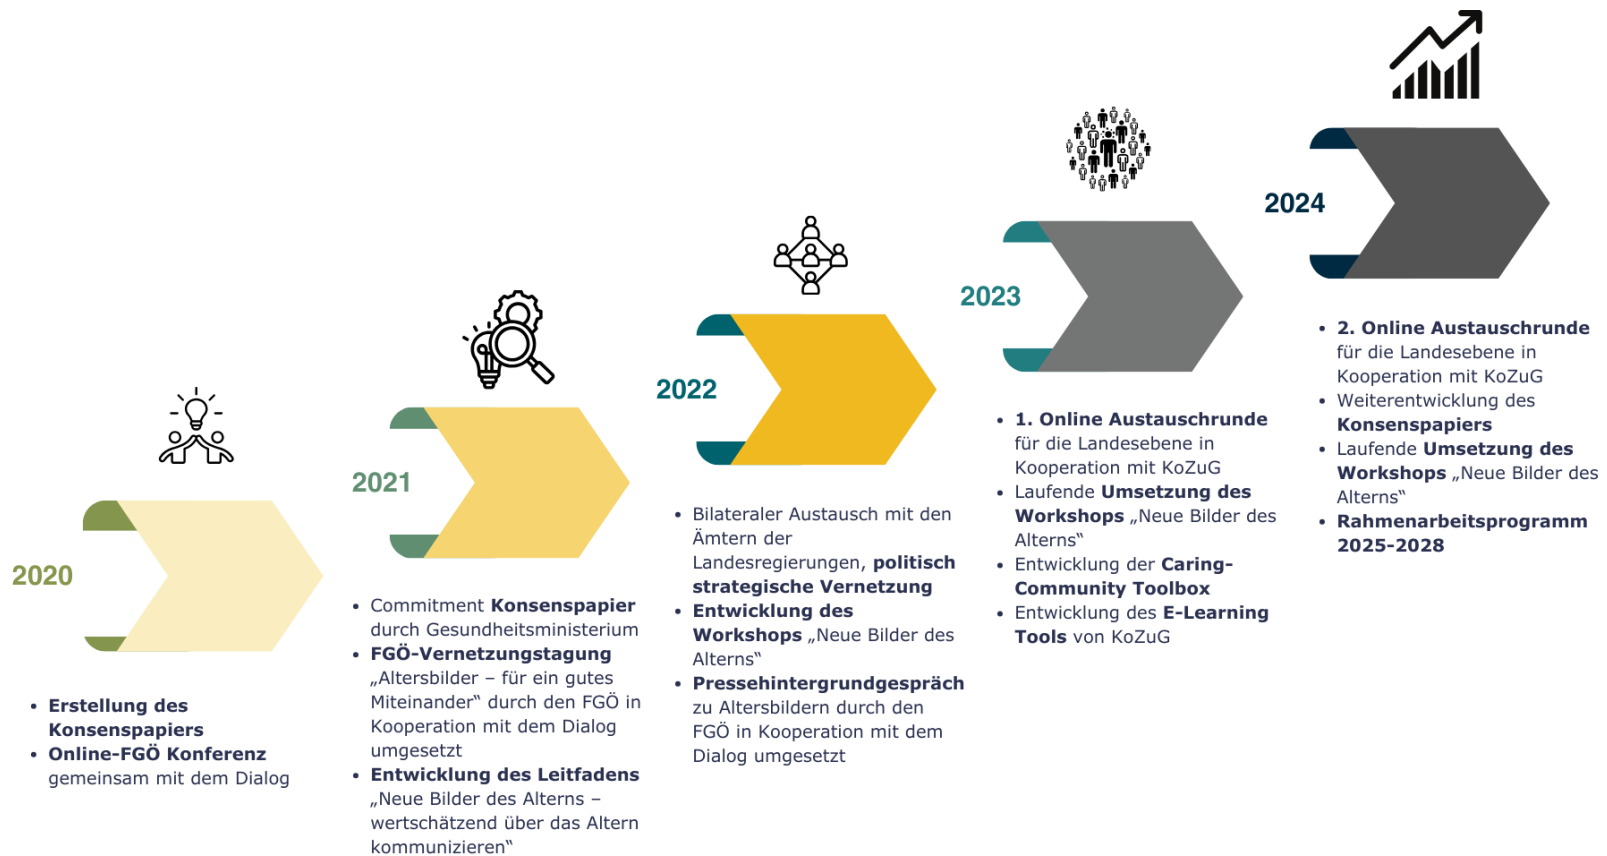 2020
• Erstellung des
Konsenspapiers
• Online-FGÖ Konferenz
gemeinsam mit dem Dialog
2021
• Commitment Konsenspapier
durch Gesundheitsministerium
• FGÖ-Vernetzungstagung
„Altersbilder – für ein gutes
Miteinander“ durch den FGÖ in
Kooperation mit dem Dialog
umgesetzt
• Entwicklung des Leitfadens
„Neue Bilder des Alterns –
wertschätzend über das Altern
kommunizieren“
2022
• Bilateraler Austausch mit den
Ämtern der
Landesregierungen, politisch
strategische Vernetzung
• Entwicklung des
Workshops „Neue Bilder des
Alterns“
• Pressehintergrundgespräch
zu Altersbildern durch den
FGÖ in Kooperation mit dem
Dialog umgesetzt
2023
• 1. Online Austauschrunde
für die Landesebene in
Kooperation mit KoZuG
• Laufende Umsetzung des
Workshops „Neue Bilder des
Alterns“
• Entwicklung der Caring-
Community Toolbox
• Entwicklung des E-Learning
Tools von KoZuG
2024
• 2. Online Austauschrunde
für die Landesebene in
Kooperation mit KoZuG
• Weiterentwicklung des
Konsenspapiers
• Laufende Umsetzung des
Workshops „Neue Bilder des
Alterns“
• Rahmenarbeitsprogramm
2025-2028